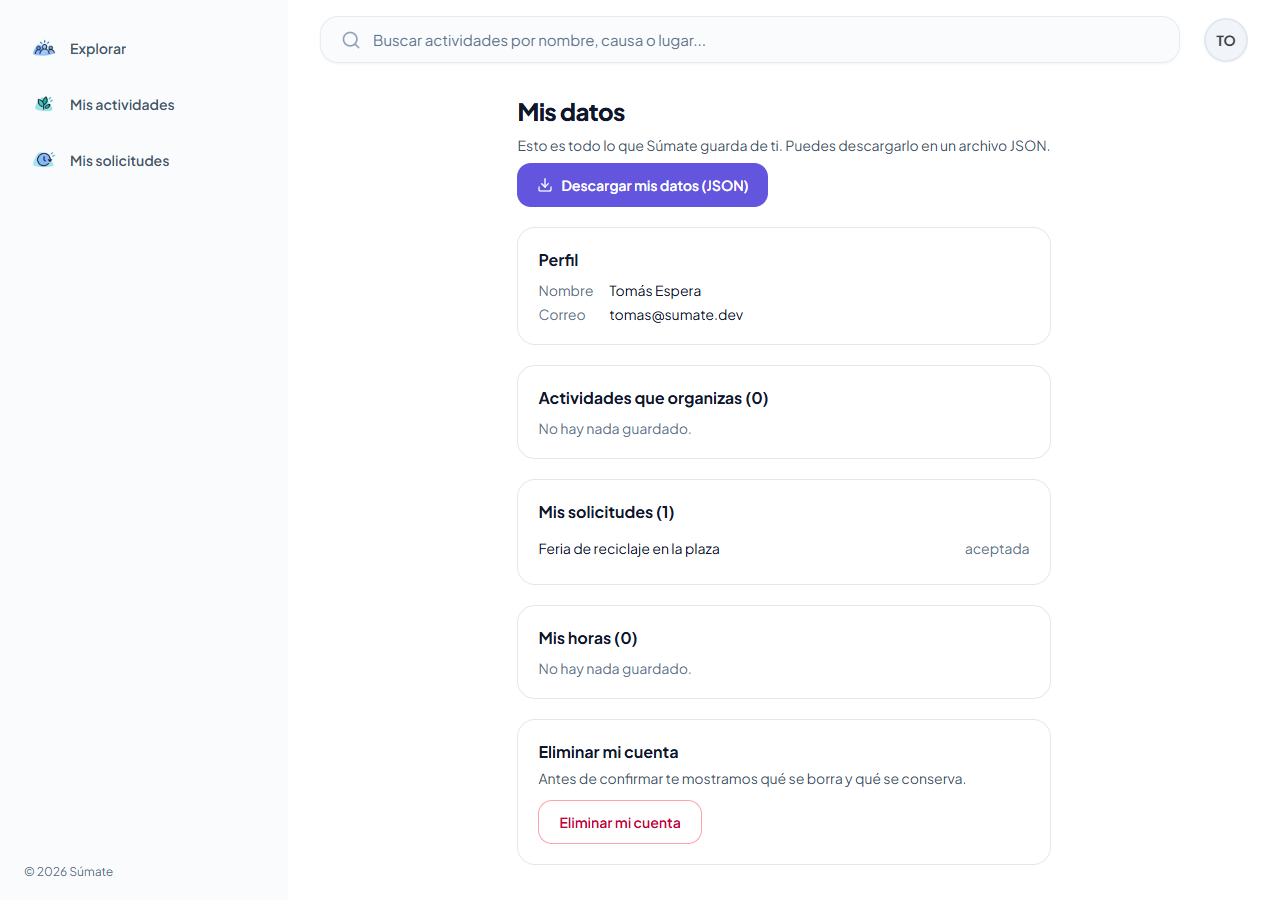 Explorar
Mis actividades
Mis solicitudes
© 2026 Súmate
Buscar actividades por nombre, causa o lugar...
TO
Mis datos
Esto es todo lo que Súmate guarda de ti. Puedes descargarlo en un archivo JSON.
Descargar mis datos (JSON)
Perfil
Nombre Tomás Espera
Correo tomas@sumate.dev
Actividades que organizas (0)
No hay nada guardado.
Mis solicitudes (1)
Feria de reciclaje en la plaza aceptada
Mis horas (0)
No hay nada guardado.
Eliminar mi cuenta
Antes de confirmar te mostramos qué se borra y qué se conserva.
Eliminar mi cuenta